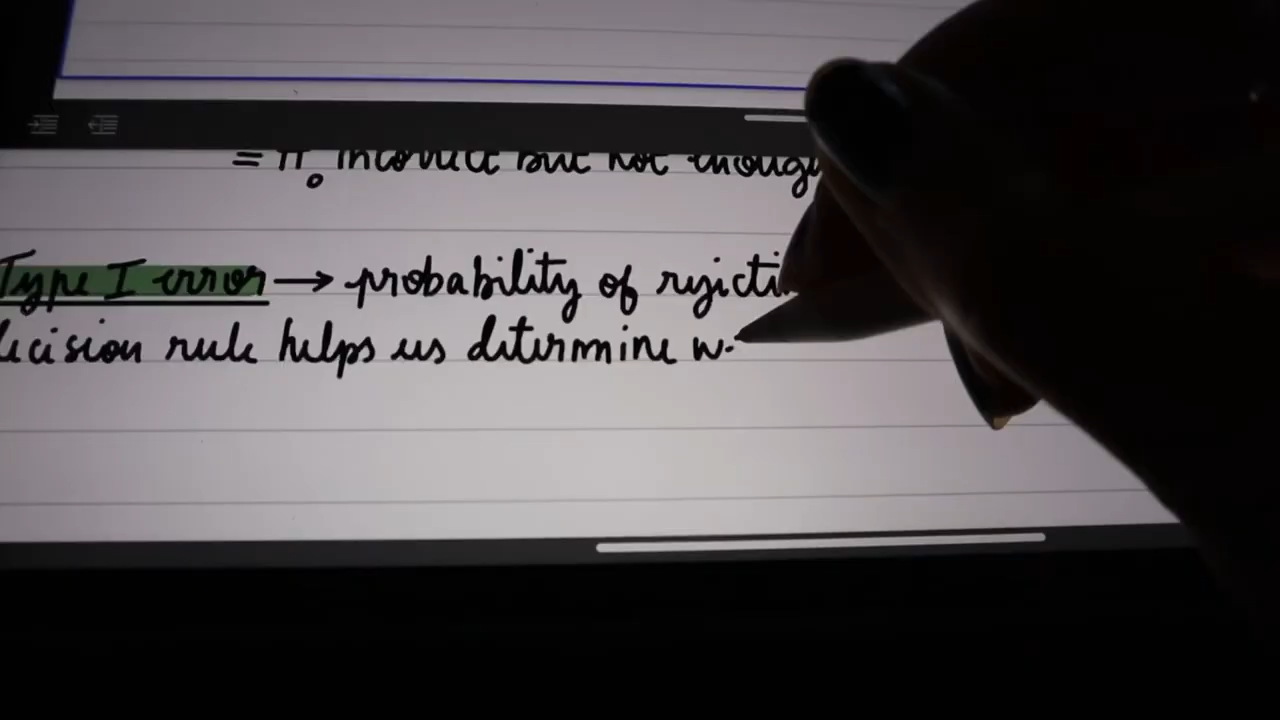 = H₀ incorrect but not enough
Type I error → probability of rejecti
decision rule helps us determine w